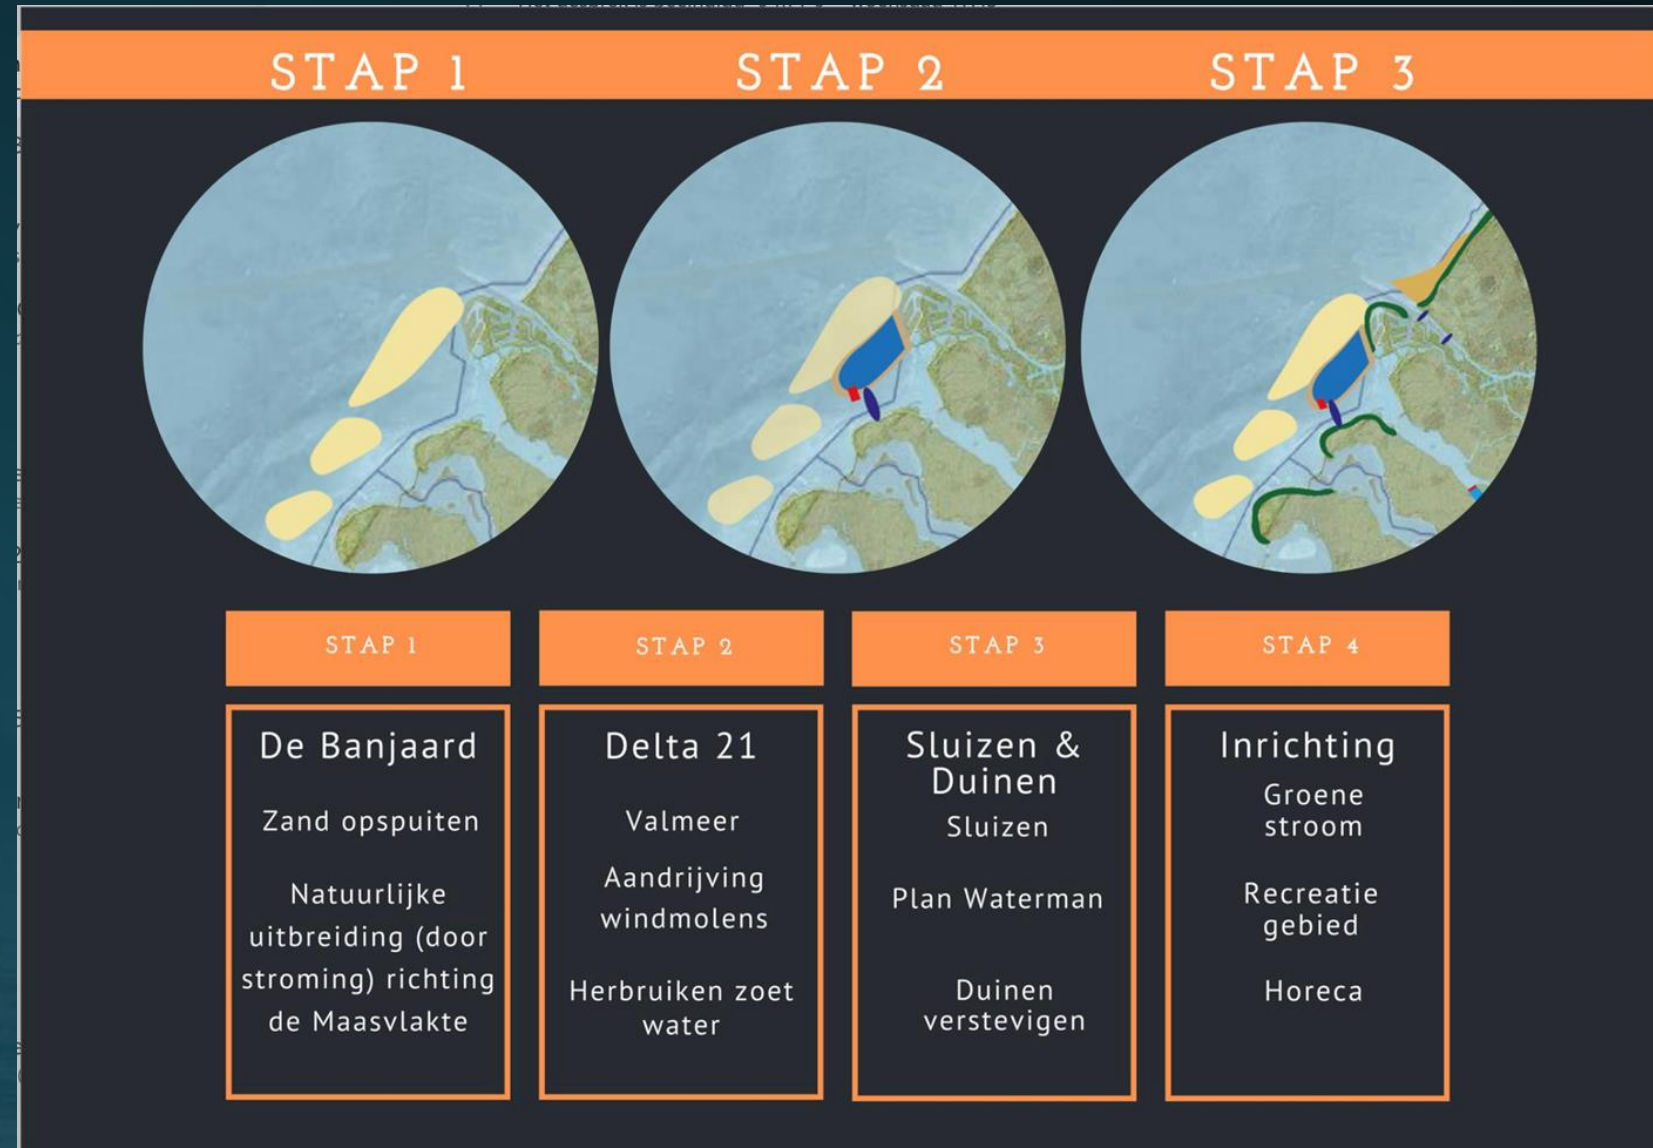 STAP 1
STAP 2
STAP 3
STAP 1
STAP 2
STAP 3
STAP 4
De Banjaard
Zand opspuiten
Natuurlijke
uitbreiding (door
stroming) richting
de Maasvlakte
Delta 21
Valmeer
Aandrijving
windmolens
Herbruiken zoet
water
Sluizen &
Duinen
Sluizen
Plan Waterman
Duinen
verstevigen
Inrichting
Groene
stroom
Recreatie
gebied
Horeca